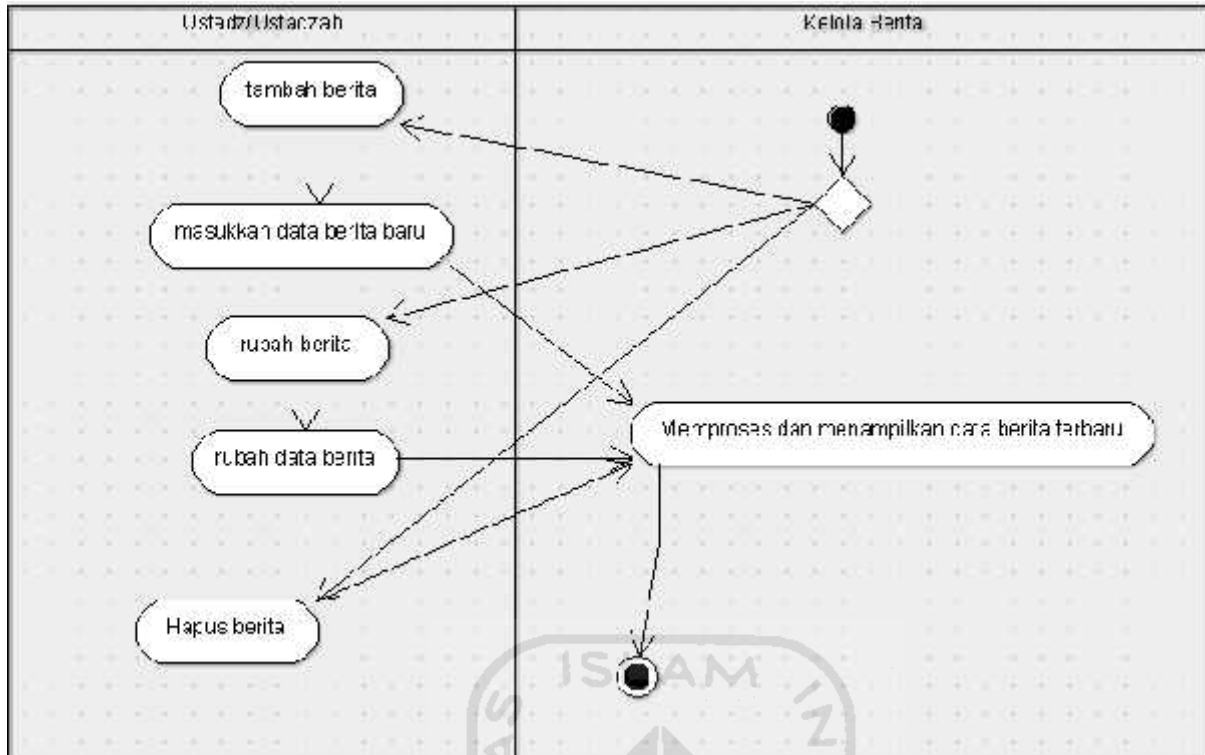 Ustadz/Ustadzah
Kelola Berita
tambah berita
masukkan data berita baru
rubah berita
rubah data berita
Memproses dan menampilkan data berita terbaru
Hapus berita
ISLAM